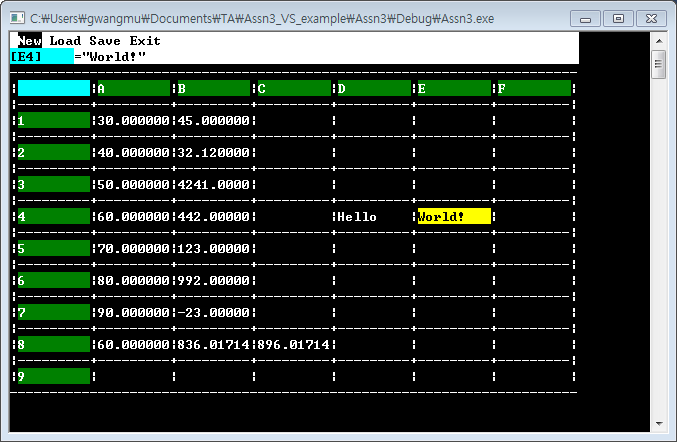 C:₩Users₩gwangmu₩Documents₩TA₩Assn3_VS_example₩Assn3₩Debug₩Assn3.exe
New Load Save Exit
[E4] ="World!"
A B C D E F
1 30.000000 45.000000
2 40.000000 32.120000
3 50.000000 4241.0000
4 60.000000 442.00000 Hello World!
5 70.000000 123.00000
6 80.000000 992.00000
7 90.000000 -23.00000
8 60.000000 836.01714 896.01714
9